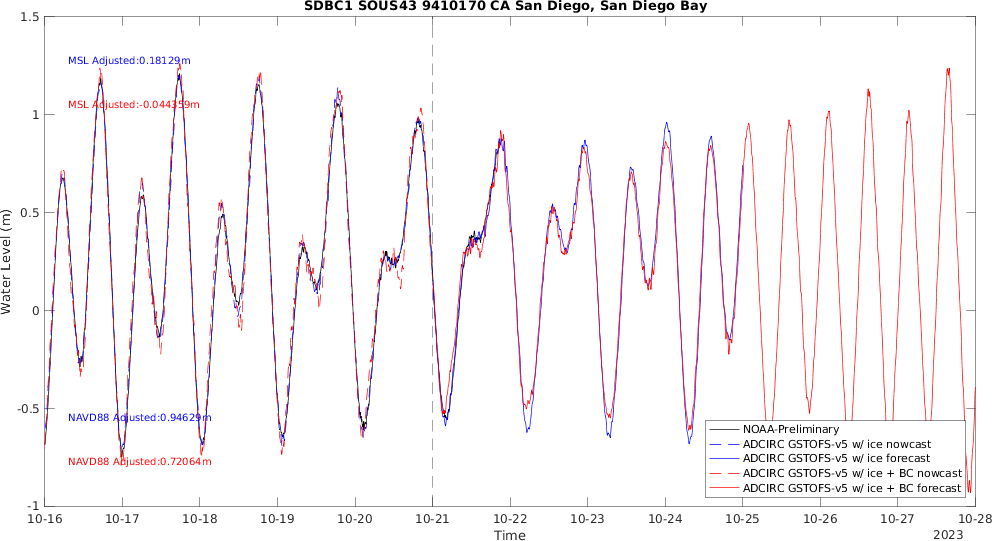 SDBC1 SOUS43 9410170 CA San Diego, San Diego Bay
1.5
MSL Adjusted:0.18129m
MSL Adjusted:-0.044359m
1
0.5
Water Level (m)
0
-0.5
NAVD88 Adjusted:0.94629m
NAVD88 Adjusted:0.72064m
NOAA-Preliminary
ADCIRC GSTOFS-v5 w/ ice nowcast
ADCIRC GSTOFS-v5 w/ ice forecast
ADCIRC GSTOFS-v5 w/ ice + BC nowcast
ADCIRC GSTOFS-v5 w/ ice + BC forecast
-1
10-16 10-17 10-18 10-19 10-20 10-21 10-22 10-23 10-24 10-25 10-26 10-27 10-28
Time
2023